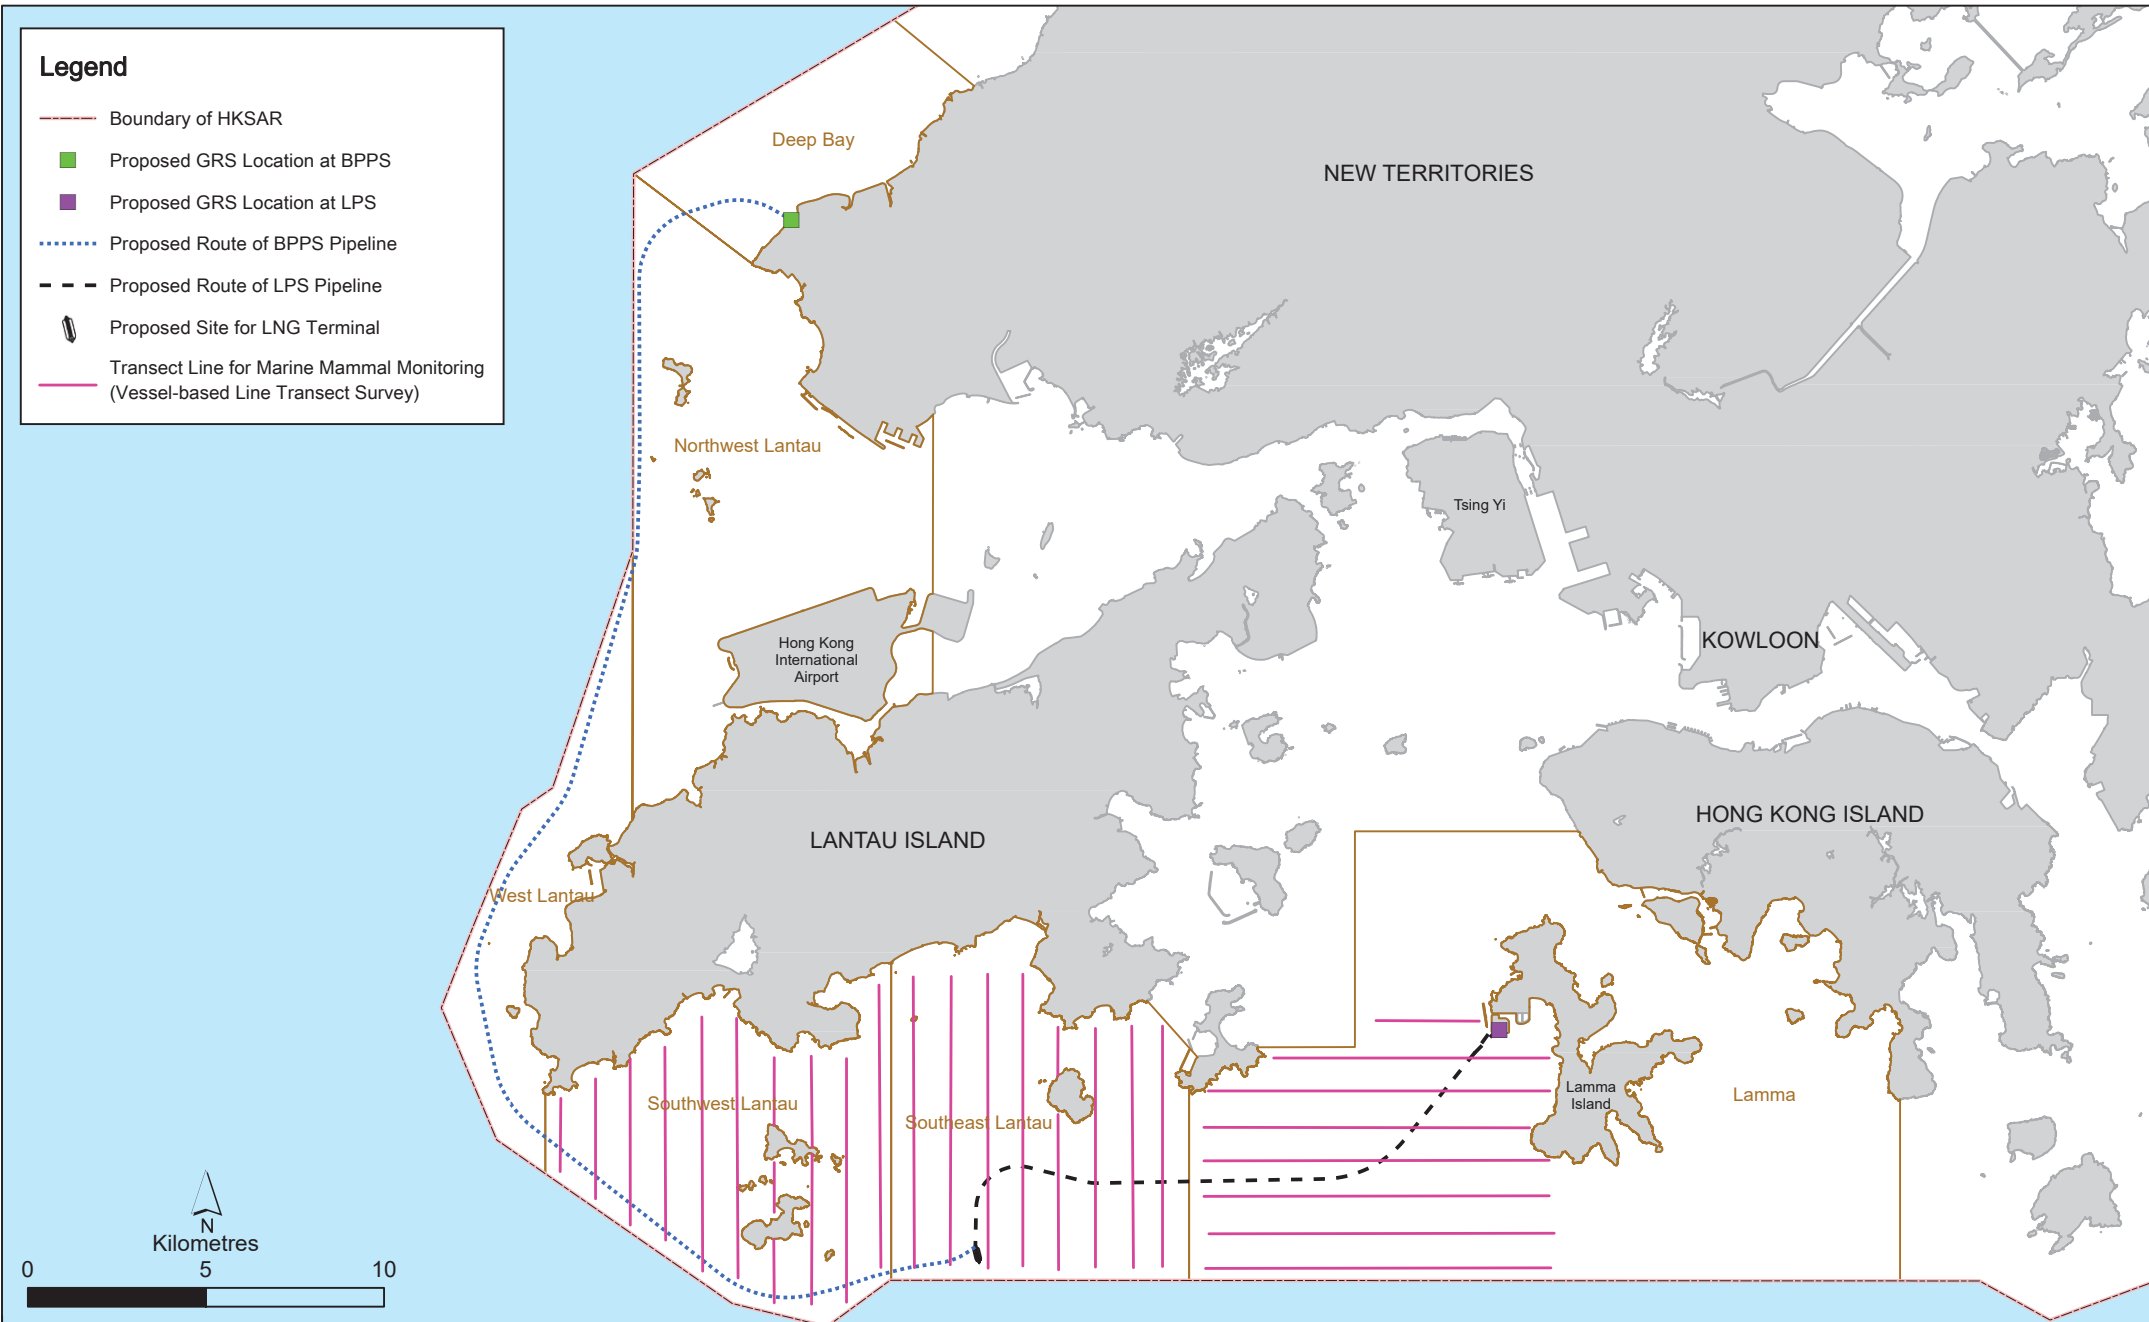 Legend
Boundary of HKSAR
Proposed GRS Location at BPPS
Proposed GRS Location at LPS
Proposed Route of BPPS Pipeline
Proposed Route of LPS Pipeline
Proposed Site for LNG Terminal
Transect Line for Marine Mammal Monitoring
(Vessel-based Line Transect Survey)
Deep Bay
NEW TERRITORIES
Northwest Lantau
Tsing Yi
Hong Kong
International
Airport
KOWLOON
HONG KONG ISLAND
LANTAU ISLAND
West Lantau
Southwest Lantau
Southeast Lantau
Lamma
Island
Lamma
N
Kilometres
0 5 10